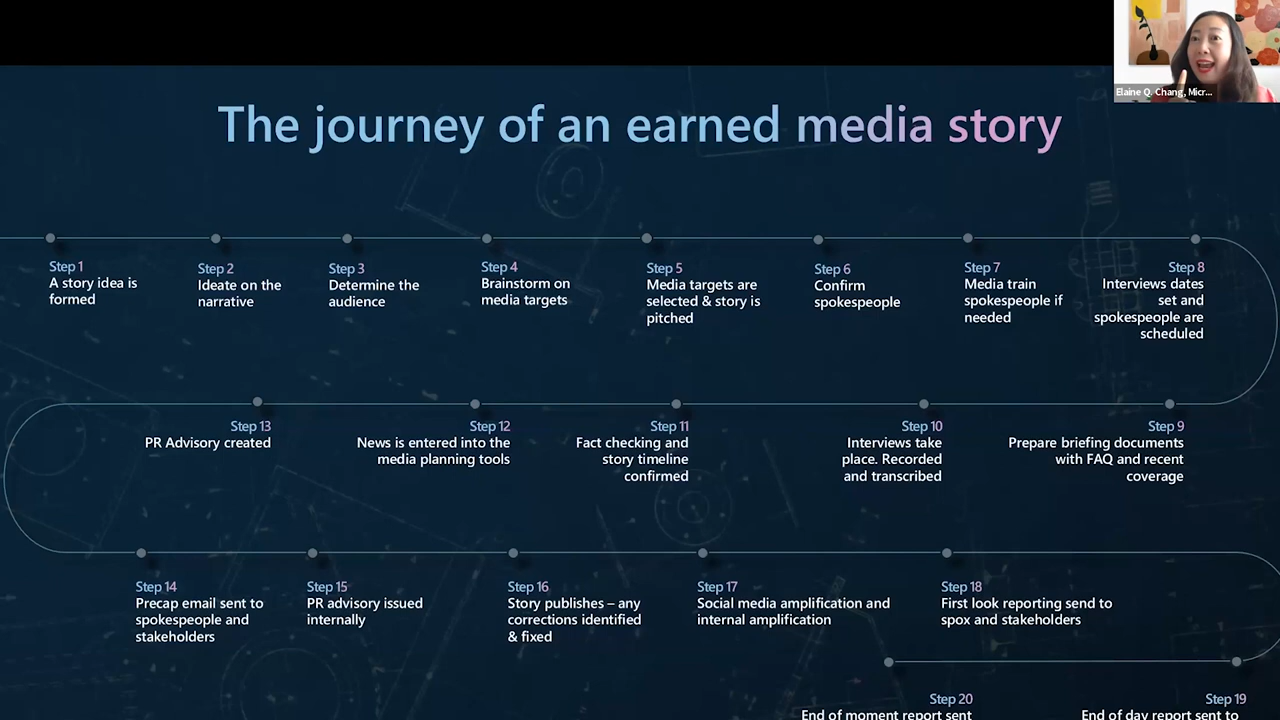 Elaine Q. Chang, Micr...
The journey of an earned media story
Step 1
A story idea is
formed
Step 2
Ideate on the
narrative
Step 3
Determine the
audience
Step 4
Brainstorm on
media targets
Step 5
Media targets are
selected & story is
pitched
Step 6
Confirm
spokespeople
Step 7
Media train
spokespeople if
needed
Step 8
Interviews dates
set and
spokespeople are
scheduled
Step 9
Prepare briefing documents
with FAQ and recent
coverage
Step 10
Interviews take
place. Recorded
and transcribed
Step 11
Fact checking and
story timeline
confirmed
Step 12
News is entered into the
media planning tools
Step 13
PR Advisory created
Step 14
Precap email sent to
spokespeople and
stakeholders
Step 15
PR advisory issued
internally
Step 16
Story publishes – any
corrections identified
& fixed
Step 17
Social media amplification and
internal amplification
Step 18
First look reporting send to
spox and stakeholders
Step 19
End of day report sent to
Step 20
End of moment report sent